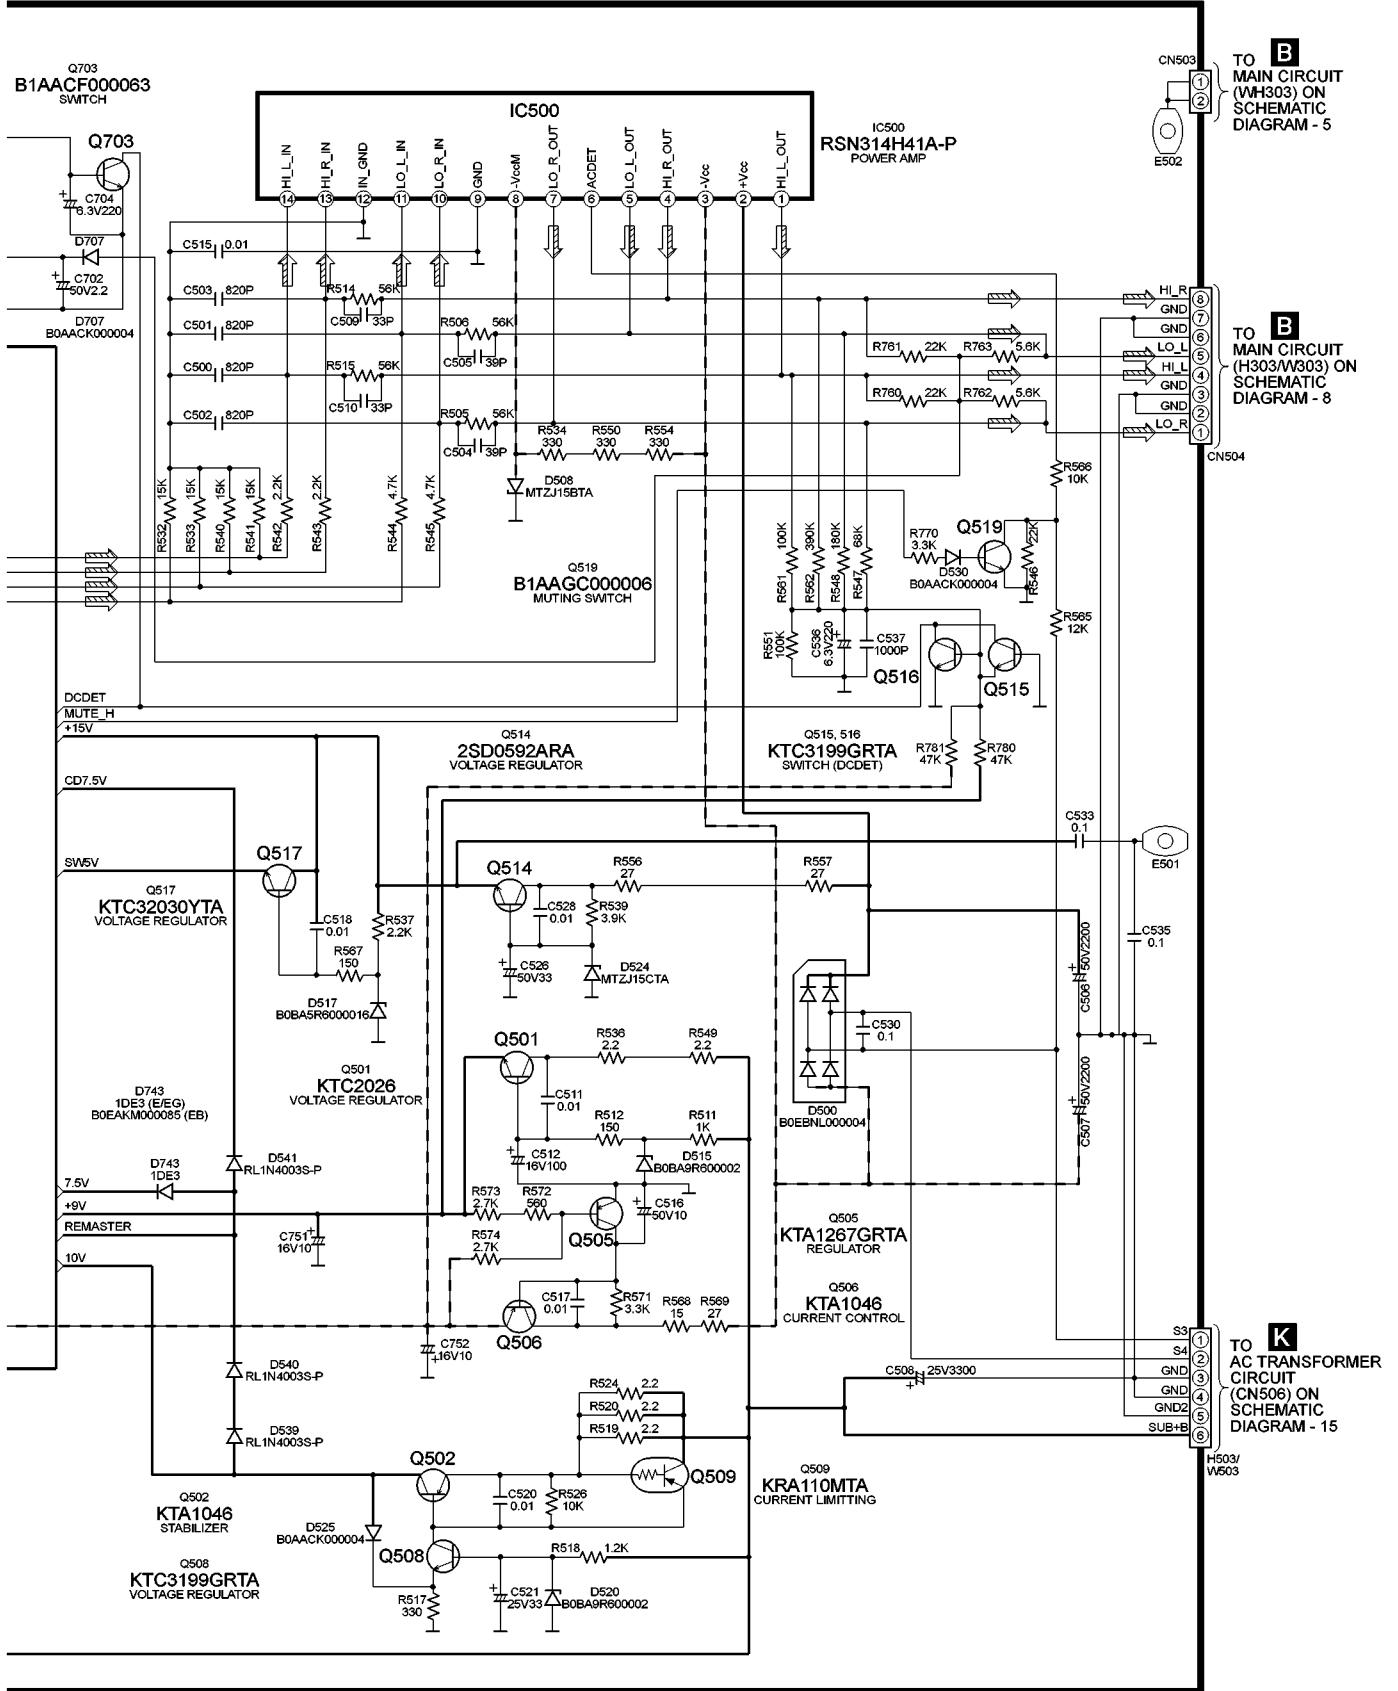 Q703
B1AACF000063
SWITCH
Q703
C704
6.3V220
D707
C702
50V2.2
D707
B0AACK000004
IC500
HI_L_IN
HI_R_IN
IN_GND
LO_L_IN
LO_R_IN
GND
-VccM
LO_R_OUT
ACDET
LO_L_OUT
HI_R_OUT
-Vcc
+Vcc
HI_L_OUT
14
13
12
11
10
9
8
7
6
5
4
3
2
1
IC500
RSN314H41A-P
POWER AMP
CN503
1
2
E502
TO B
MAIN CIRCUIT
(WH303) ON
SCHEMATIC
DIAGRAM - 5
C515 0.01
C503 820P
R514 56K
C509 33P
C501 820P
R506 56K
C505 39P
C500 820P
R515 56K
C510 33P
C502 820P
R505 56K
C504 39P
R534
330
R550
330
R554
330
D508
MTZJ15BTA
R761 22K
R763 5.6K
R760 22K
R762 5.6K
HI_R 8
GND 7
GND 6
LO_L 5
HI_L 4
GND 3
GND 2
LO_R 1
CN504
TO B
MAIN CIRCUIT
(H303/W303) ON
SCHEMATIC
DIAGRAM - 8
R532 15K
R533 15K
R540 15K
R541 15K
R542 2.2K
R543 2.2K
R544 4.7K
R545 4.7K
Q519
B1AAGC000006
MUTING SWITCH
R566
10K
Q519
R770
3.3K
D530
B0AACK000004
R546 22K
R565
12K
R561 100K
R562 390K
R548 180K
R547 68K
R551
100K
C536
6.3V220
C537
1000P
Q516
Q515
DCDET
MUTE_H
+15V
CD7.5V
SW5V
Q514
2SD0592ARA
VOLTAGE REGULATOR
Q515, 516
KTC3199GRTA
SWITCH (DCDET)
R781
47K
R780
47K
C533
0.1
E501
Q517
Q517
KTC32030YTA
VOLTAGE REGULATOR
C518
0.01
R537
2.2K
R567
150
D517
B0BA5R6000016
Q514
C528
0.01
R539
3.9K
R556
27
R557
27
C526
50V33
D524
MTZJ15CTA
C530
0.1
D500
B0EBNL000004
C506 50V2200
C507 50V2200
C535
0.1
Q501
Q501
KTC2026
VOLTAGE REGULATOR
R536
2.2
R549
2.2
C511
0.01
R512
150
R511
1K
C512
16V100
D515
B0BA9R600002
D743
1DE3 (E/EG)
B0EAKM000085 (EB)
D743
1DE3
D541
RL1N4003S-P
7.5V
+9V
REMASTER
10V
C751
16V10
R573
2.7K
R572
560
R574
2.7K
Q505
C516
50V10
Q505
KTA1267GRTA
REGULATOR
Q506
KTA1046
CURRENT CONTROL
C517
0.01
R571
3.3K
R568
15
R569
27
Q506
C752
16V10
D540
RL1N4003S-P
D539
RL1N4003S-P
C508 25V3300
S3 1
S4 2
GND 3
GND 4
GND2 5
SUB+B 6
H503/
W503
TO K
AC TRANSFORMER
CIRCUIT
(CN506) ON
SCHEMATIC
DIAGRAM - 15
R524 2.2
R520 2.2
R519 2.2
Q502
Q509
C520
0.01
R526
10K
Q509
KRA110MTA
CURRENT LIMITTING
Q502
KTA1046
STABILIZER
D525
B0AACK000004
Q508
R518 1.2K
Q508
KTC3199GRTA
VOLTAGE REGULATOR
R517
330
C521
25V33
D520
B0BA9R600002